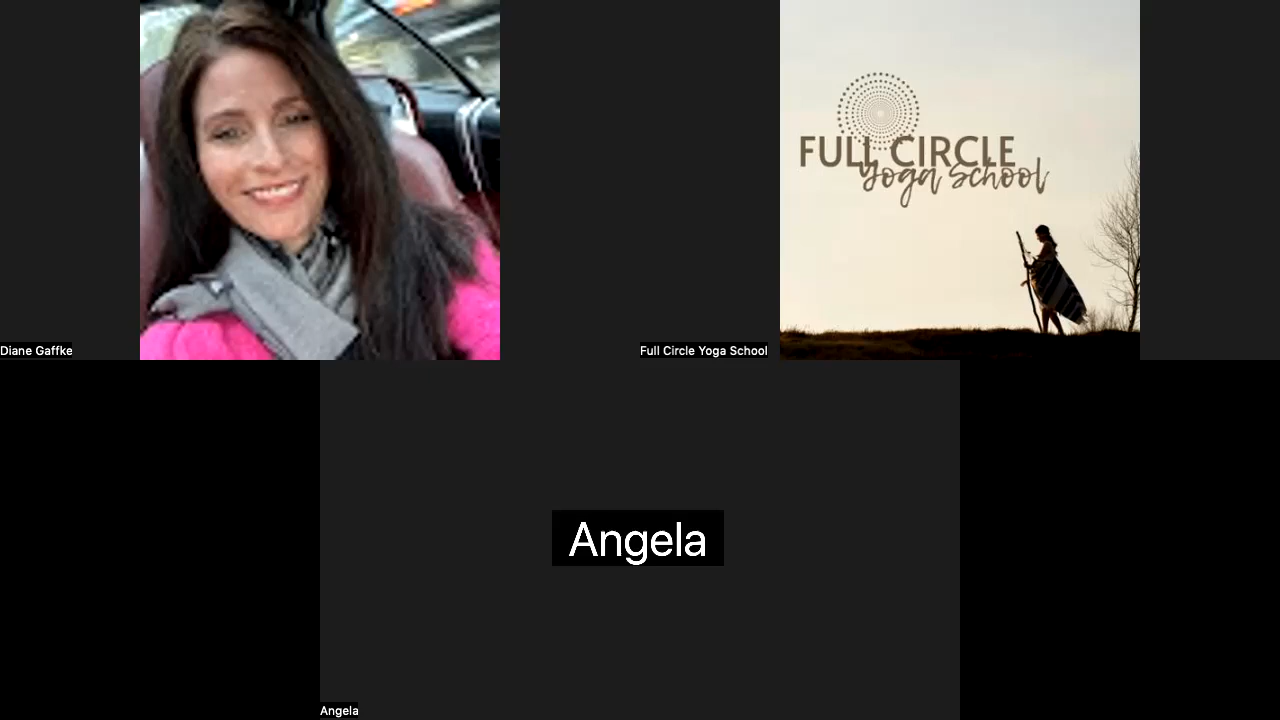 FULL CIRCLE
yoga school
Diane Gaffke
Full Circle Yoga School
Angela
Angela